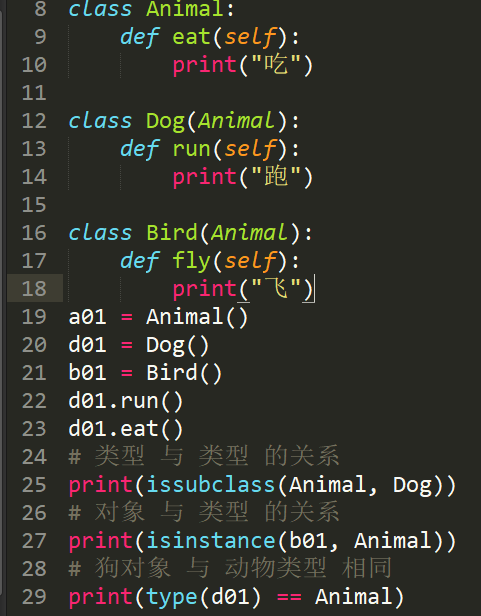 8 class Animal:
9     def eat(self):
10         print("吃")
11
12 class Dog(Animal):
13     def run(self):
14         print("跑")
15
16 class Bird(Animal):
17     def fly(self):
18         print("飞")
19 a01 = Animal()
20 d01 = Dog()
21 b01 = Bird()
22 d01.run()
23 d01.eat()
24 # 类型 与 类型 的关系
25 print(issubclass(Animal, Dog))
26 # 对象 与 类型 的关系
27 print(isinstance(b01, Animal))
28 # 狗对象 与 动物类型 相同
29 print(type(d01) == Animal)